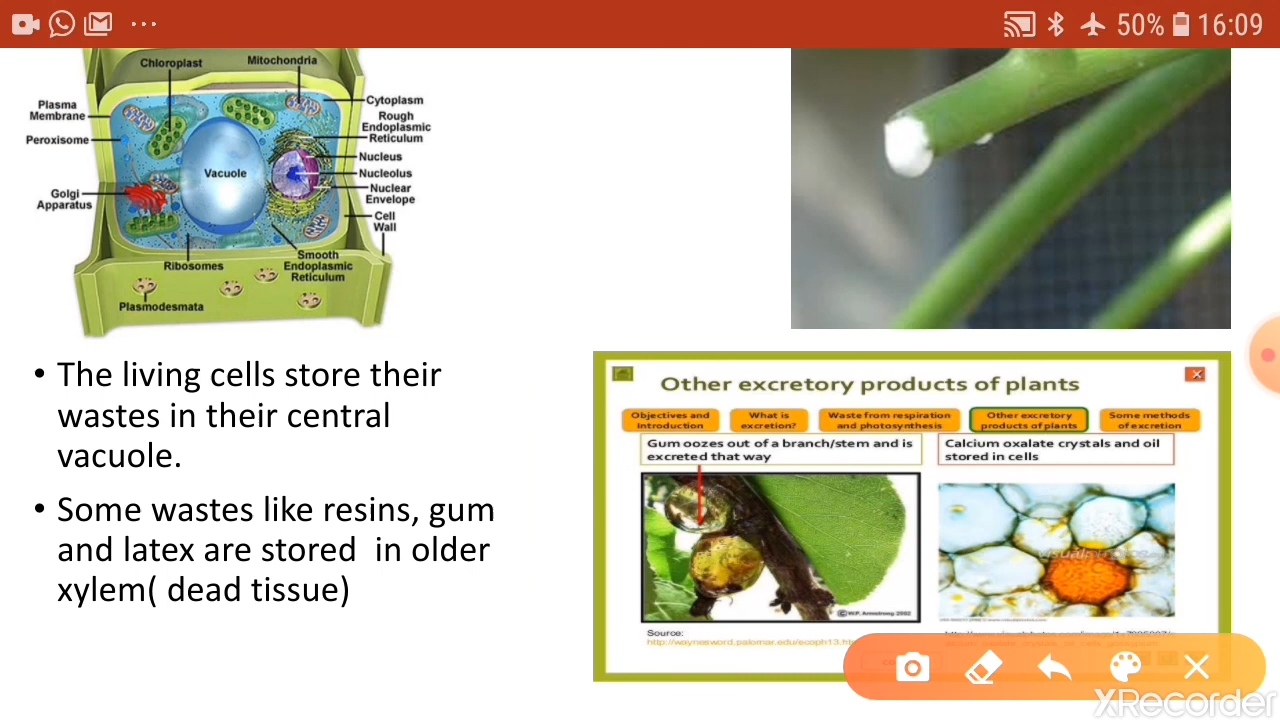 50% 16:09
Chloroplast
Mitochondria
Plasma
Membrane
Cytoplasm
Rough
Endoplasmic
Reticulum
Peroxisome
Nucleus
Vacuole
Nucleolus
Golgi
Apparatus
Nuclear
Envelope
Cell
Wall
Ribosomes
Smooth
Endoplasmic
Reticulum
Plasmodesmata
• The living cells store their
wastes in their central
vacuole.
• Some wastes like resins, gum
and latex are stored in older
xylem( dead tissue)
Other excretory products of plants
Objectives and
Introduction
What is
excretion?
Waste from respiration
and photosynthesis
Other excretory
products of plants
Some methods
of excretion
Gum oozes out of a branch/stem and is
excreted that way
Calcium oxalate crystals and oil
stored in cells
©W.P. Armstrong 2002
Source:
http://waynesword.palomar.edu/ecoph13.htm
XRecorder